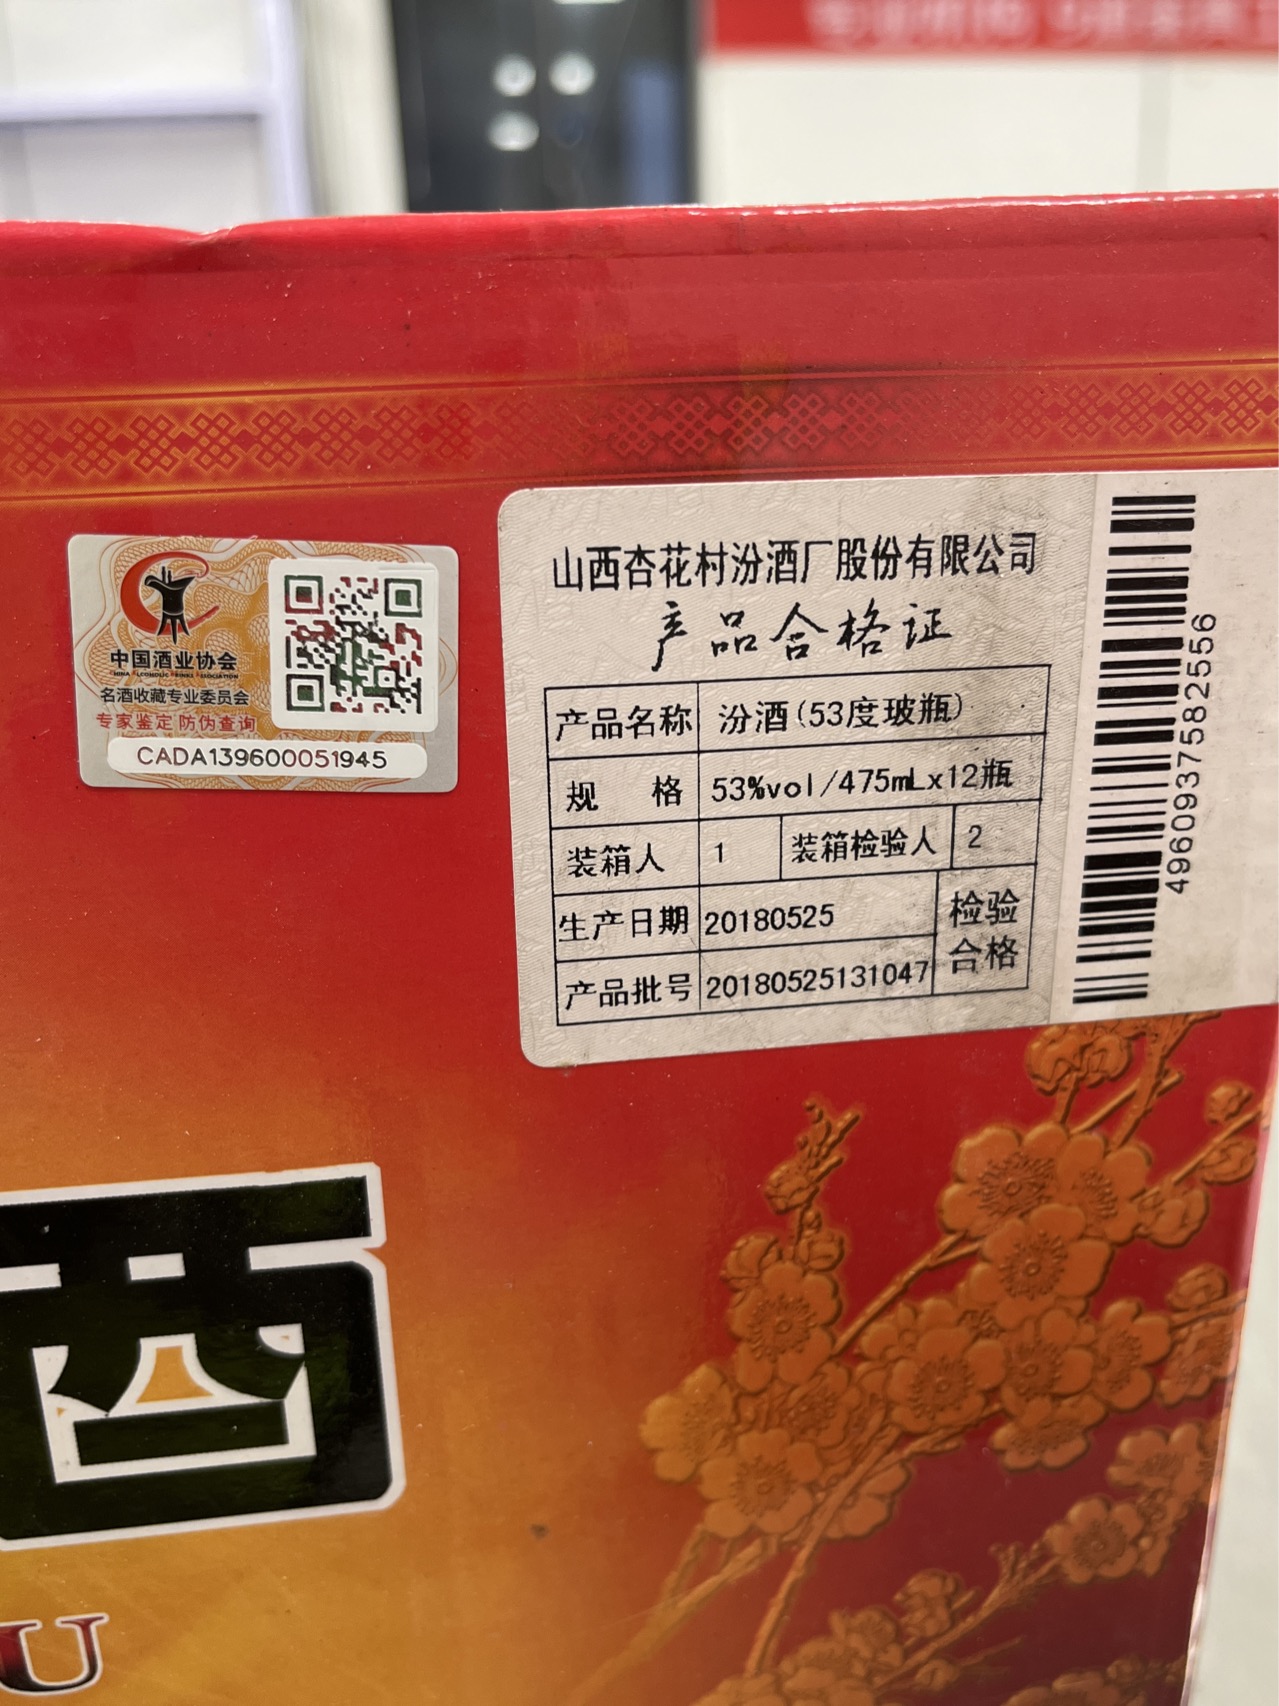 中国酒业协会
CHINA ALCOHOLIC DRINKS ASSOCIATION
名酒收藏专业委员会
专家鉴定 防伪查询
CADA139600051945
山西杏花村汾酒厂股份有限公司
产品合格证
产品名称 汾酒(53度玻瓶)
规 格 53%vol/475mLx12瓶
装箱人 1 装箱检验人 2
生产日期 20180525 检验
产品批号 20180525131047 合格
4960937582556
U